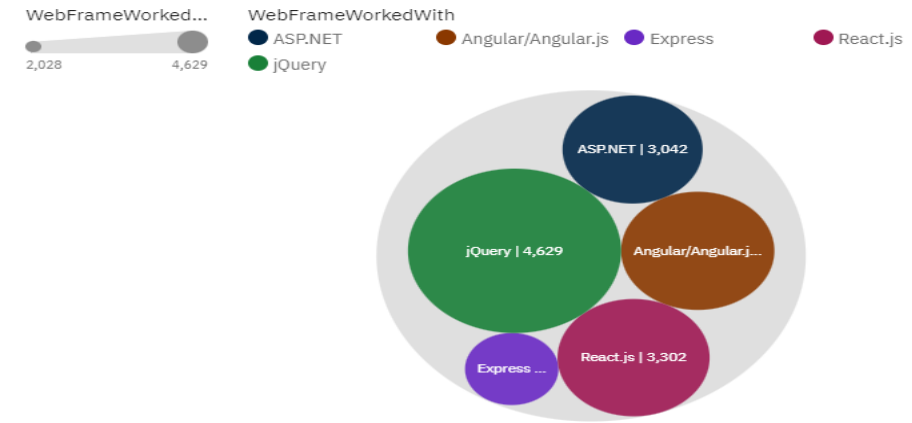 WebFrameWorked...
2,028 4,629
WebFrameWorkedWith
ASP.NET Angular/Angular.js Express React.js
jQuery
ASP.NET | 3,042
jQuery | 4,629
Angular/Angular.j...
React.js | 3,302
Express ...